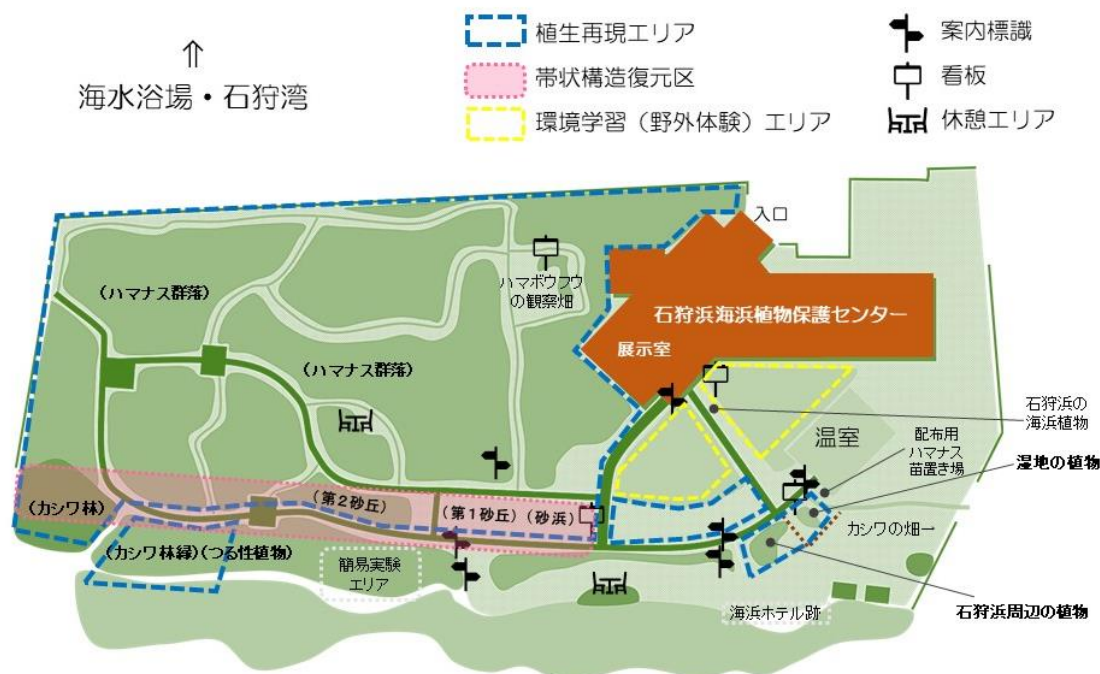 ⇑
海水浴場・石狩湾
植生再現エリア
帯状構造復元区
環境学習（野外体験）エリア
案内標識
看板
休憩エリア
入口
ハマボウフウ
の観察畑
石狩浜海浜植物保護センター
展示室
（ハマナス群落）
（ハマナス群落）
石狩浜の
海浜植物
温室
配布用
ハマナス
苗置き場
湿地の植物
カシワの畑→
（カシワ林）
（第2砂丘）
（第1砂丘）（砂浜）
（カシワ林縁）（つる性植物）
簡易実験
エリア
海浜ホテル跡
石狩浜周辺の植物